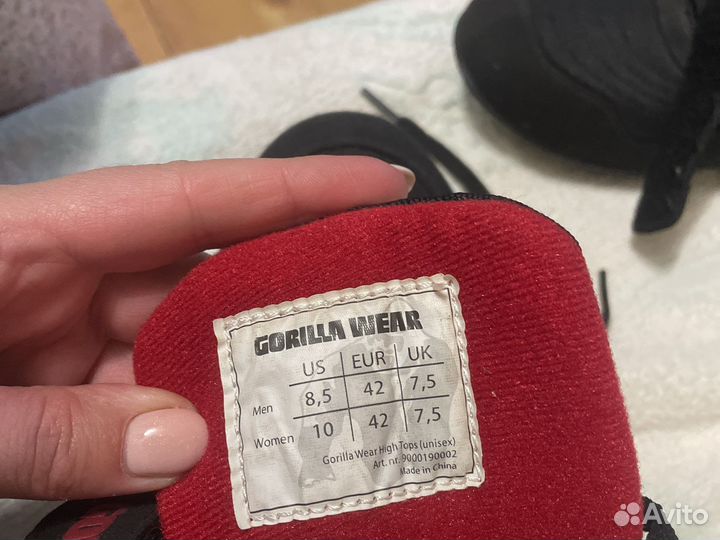 GORILLA WEAR
US EUR UK
Men 8,5 42 7,5
Women 10 42 7,5
Gorilla Wear High Tops (unisex)
Art. nr. 9000190002
Made in China
Avito